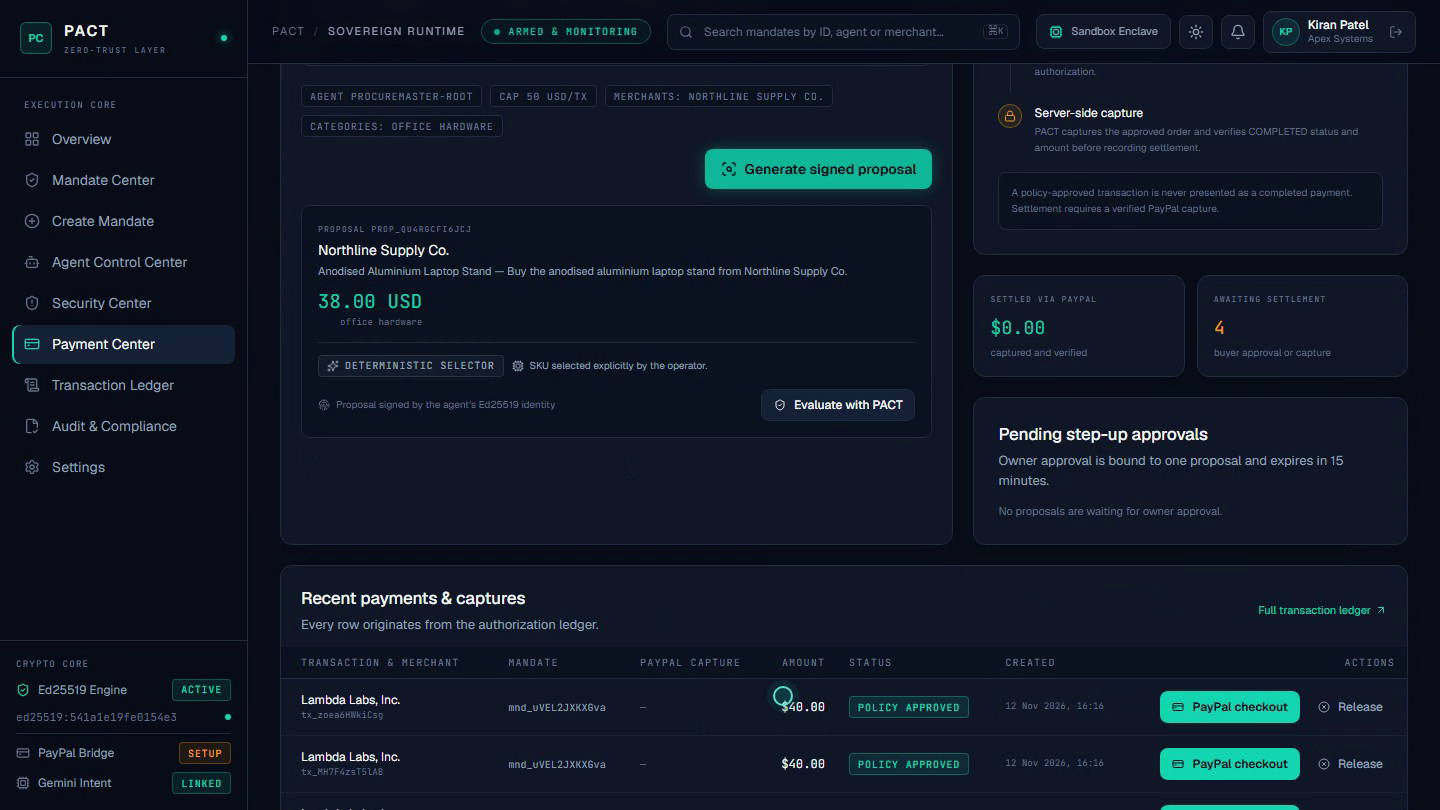 PC
PACT
ZERO-TRUST LAYER
EXECUTION CORE
Overview
Mandate Center
Create Mandate
Agent Control Center
Security Center
Payment Center
Transaction Ledger
Audit & Compliance
Settings
CRYPTO CORE
Ed25519 Engine
ACTIVE
ed25519:541a1e19fe0154e3
PayPal Bridge
SETUP
Gemini Intent
LINKED
PACT / SOVEREIGN RUNTIME
ARMED & MONITORING
Search mandates by ID, agent or merchant...
⌘K
Sandbox Enclave
KP
Kiran Patel
Apex Systems
AGENT PROCUREMASTER-ROOT
CAP 50 USD/TX
MERCHANTS: NORTHLINE SUPPLY CO.
CATEGORIES: OFFICE HARDWARE
Generate signed proposal
PROPOSAL PROP_QU4RGCFI6JCJ
Northline Supply Co.
Anodised Aluminium Laptop Stand — Buy the anodised aluminium laptop stand from Northline Supply Co.
38.00 USD
office hardware
DETERMINISTIC SELECTOR
SKU selected explicitly by the operator.
Proposal signed by the agent's Ed25519 identity
Evaluate with PACT
authorization.
Server-side capture
PACT captures the approved order and verifies COMPLETED status and
amount before recording settlement.
A policy-approved transaction is never presented as a completed payment.
Settlement requires a verified PayPal capture.
SETTLED VIA PAYPAL
$0.00
captured and verified
AWAITING SETTLEMENT
4
buyer approval or capture
Pending step-up approvals
Owner approval is bound to one proposal and expires in 15
minutes.
No proposals are waiting for owner approval.
Recent payments & captures
Every row originates from the authorization ledger.
Full transaction ledger
TRANSACTION & MERCHANT
MANDATE
PAYPAL CAPTURE
AMOUNT
STATUS
CREATED
ACTIONS
Lambda Labs, Inc.
tx_zoea6HWkiCsg
mnd_uVEL2JXKXGva
—
$40.00
POLICY APPROVED
12 Nov 2026, 16:16
PayPal checkout
Release
Lambda Labs, Inc.
tx_MH7F4zsT5lAB
mnd_uVEL2JXKXGva
—
$40.00
POLICY APPROVED
12 Nov 2026, 16:16
PayPal checkout
Release